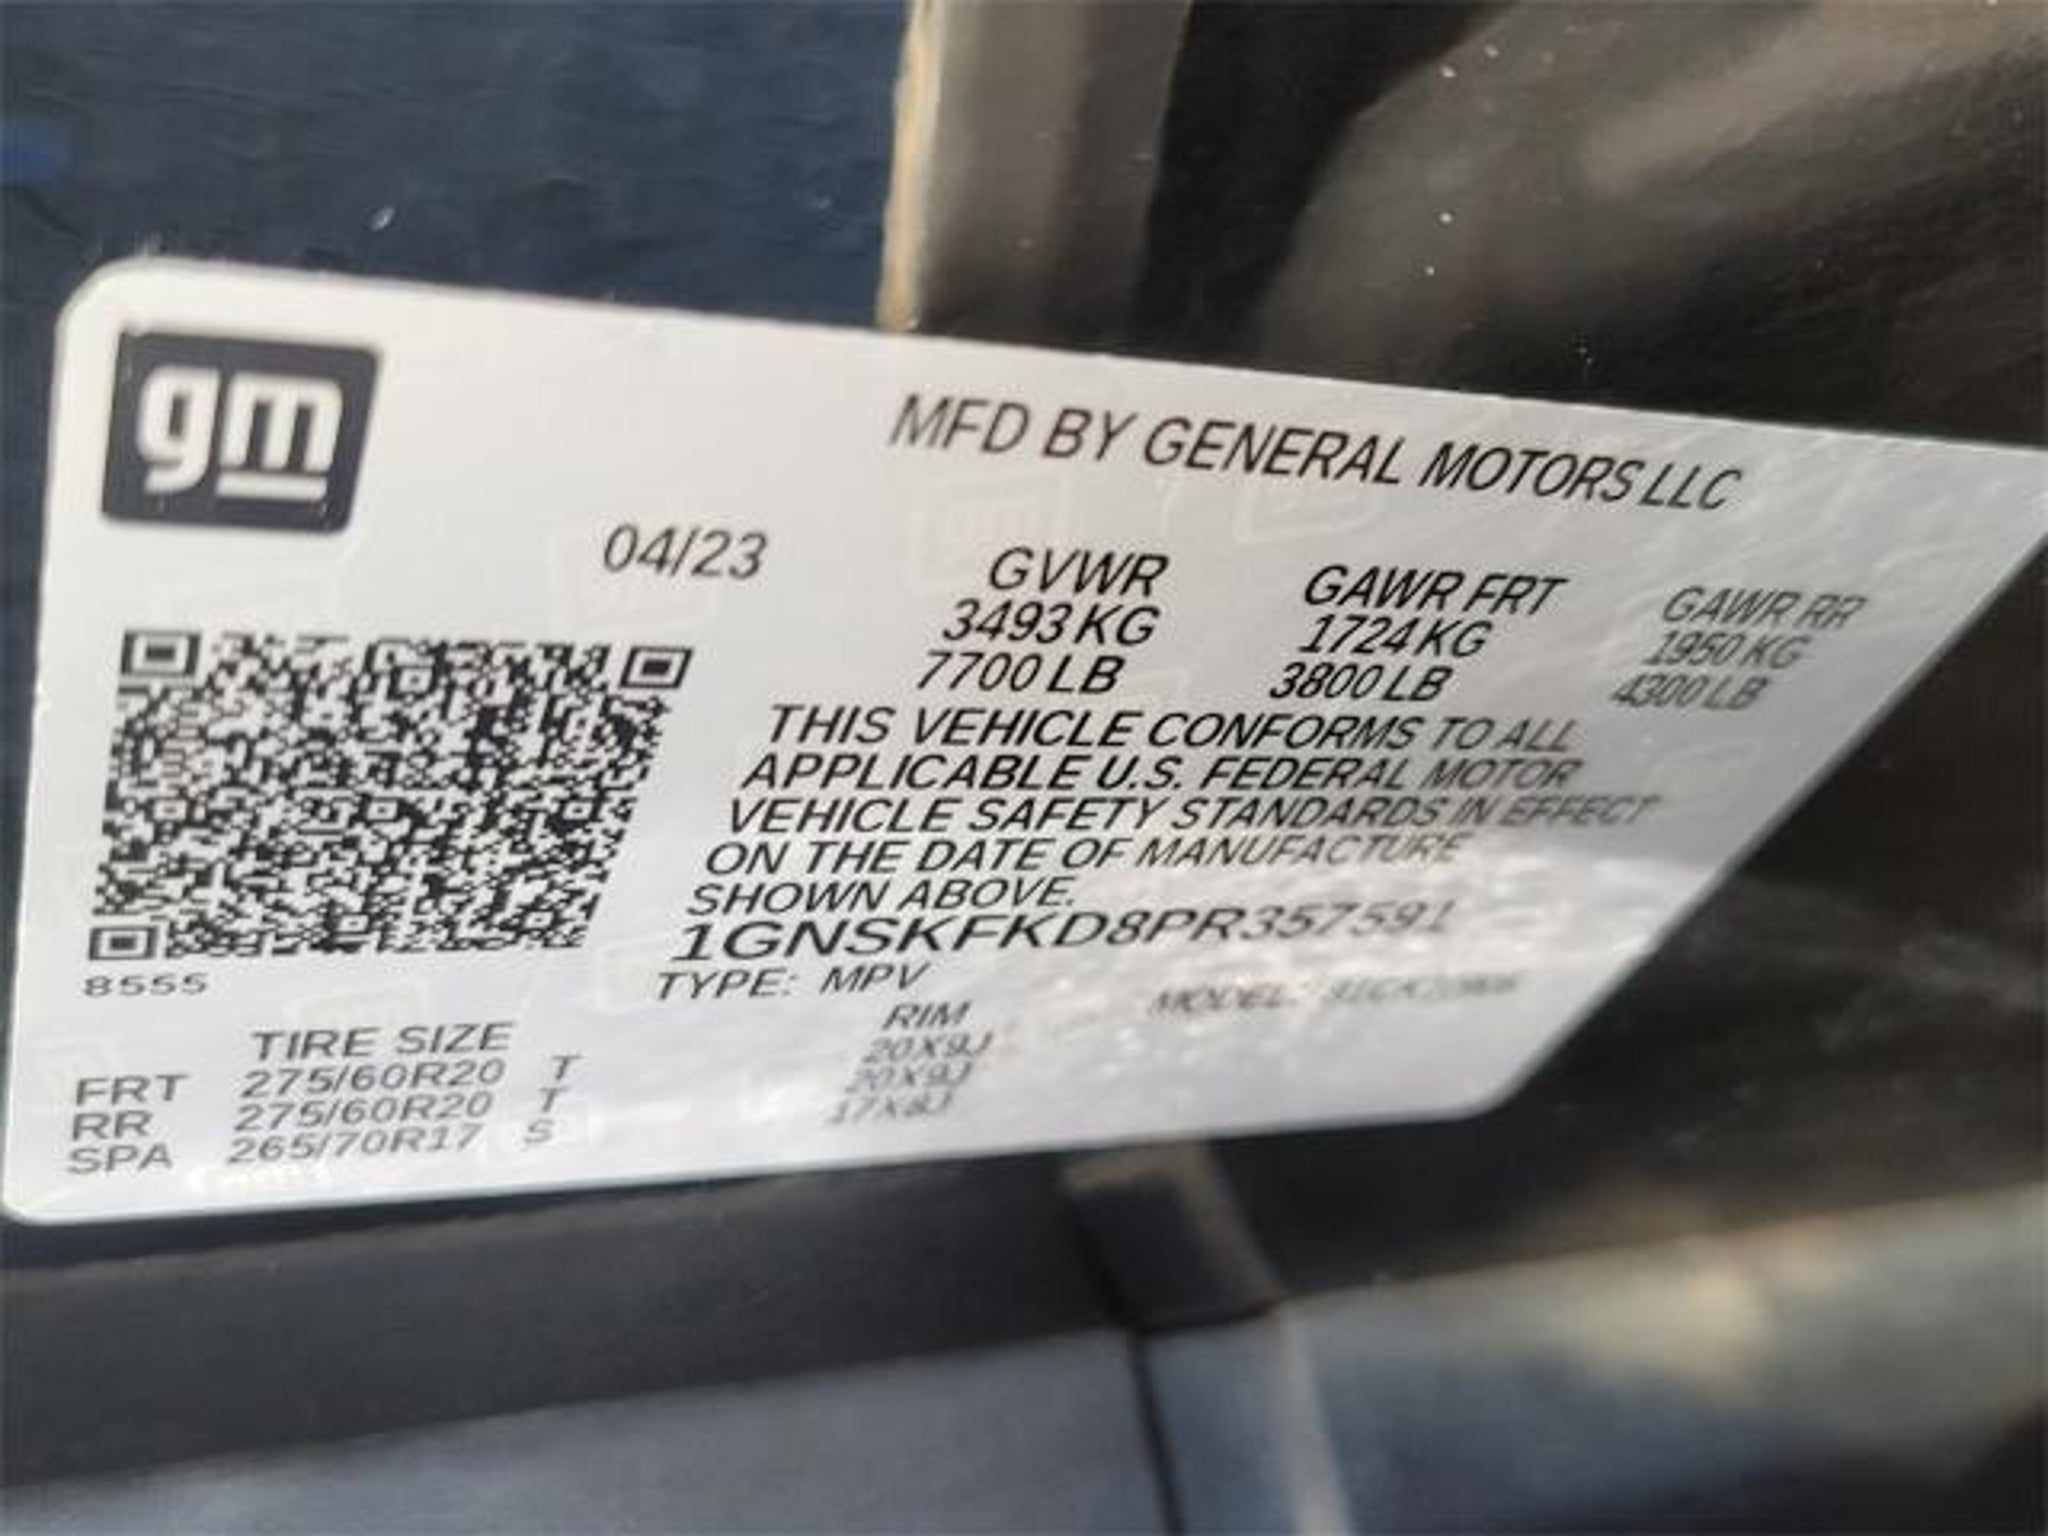 gm
MFD BY GENERAL MOTORS LLC
04/23
GVWR GAWR FRT GAWR RR
3493 KG 1724 KG 1950 KG
7700 LB 3800 LB 4300 LB
THIS VEHICLE CONFORMS TO ALL
APPLICABLE U.S. FEDERAL MOTOR
VEHICLE SAFETY STANDARDS IN EFFECT
ON THE DATE OF MANUFACTURE
SHOWN ABOVE.
1GNSKFKD8PR357591
8555
TYPE: MPV MODEL:
TIRE SIZE RIM
FRT 275/60R20 T 20X9J
RR 275/60R20 T 20X9J
SPA 265/70R17 S 17X8J